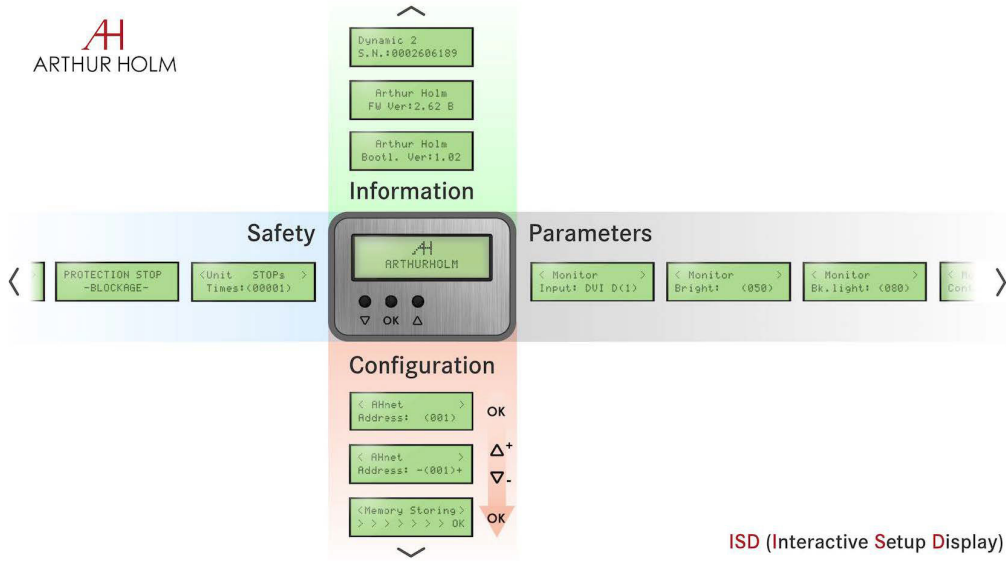 ARTHUR HOLM
Dynamic 2
S.N.:0002606189
Arthur Holm
FW Ver:2.62 B
Arthur Holm
Bootl. Ver:1.02
Information
Safety
Parameters
PROTECTION STOP
-BLOCKAGE-
<Unit STOPs >
Times:(00001)
ARTHURHOLM
OK
< Monitor >
Input: DVI D(1)
< Monitor >
Bright: (050)
< Monitor >
Bk.light: (080)
Configuration
< AHnet >
Address: (001)
OK
< AHnet >
Address: -(001)+
+
-
<Memory Storing>
> > > > > > > OK
OK
ISD (Interactive Setup Display)